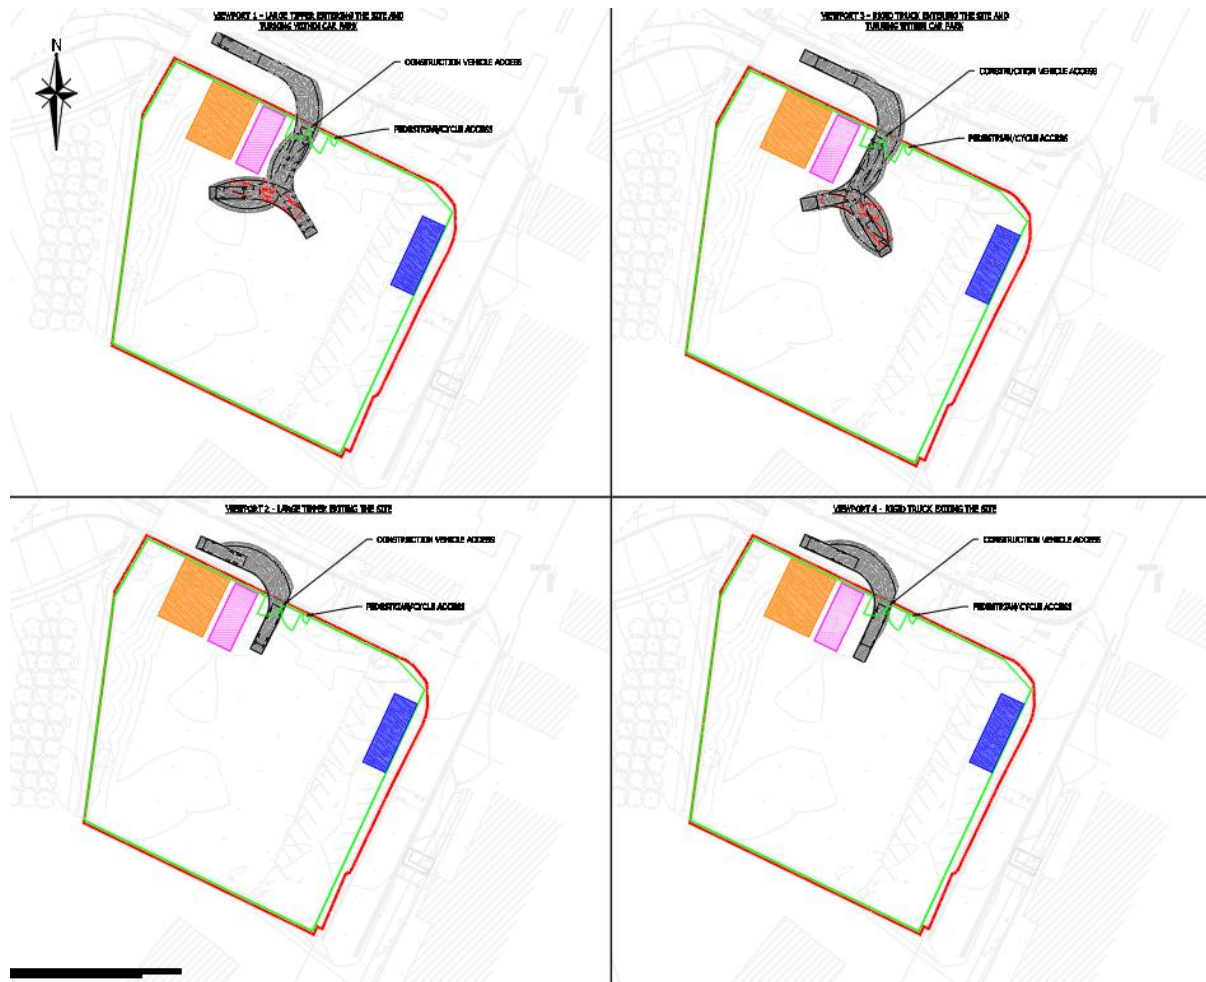 VIEWPORT 1 - LARGE TIPPER ENTERING THE SITE AND
TURNING WITHIN CAR PARK
N
CONSTRUCTION VEHICLE ACCESS
PEDESTRIAN/CYCLE ACCESS
VIEWPORT 3 - RIGID TRUCK ENTERING THE SITE AND
TURNING WITHIN CAR PARK
CONSTRUCTION VEHICLE ACCESS
PEDESTRIAN/CYCLE ACCESS
VIEWPORT 2 - LARGE TIPPER EXITING THE SITE
CONSTRUCTION VEHICLE ACCESS
PEDESTRIAN/CYCLE ACCESS
VIEWPORT 4 - RIGID TRUCK EXITING THE SITE
CONSTRUCTION VEHICLE ACCESS
PEDESTRIAN/CYCLE ACCESS